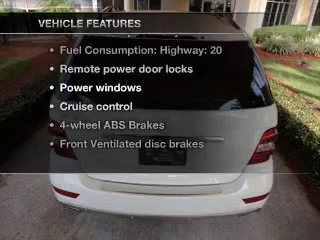 VEHICLE FEATURES
• Fuel Consumption: Highway: 20
• Remote power door locks
• Power windows
• Cruise control
• 4-wheel ABS Brakes
• Front Ventilated disc brakes